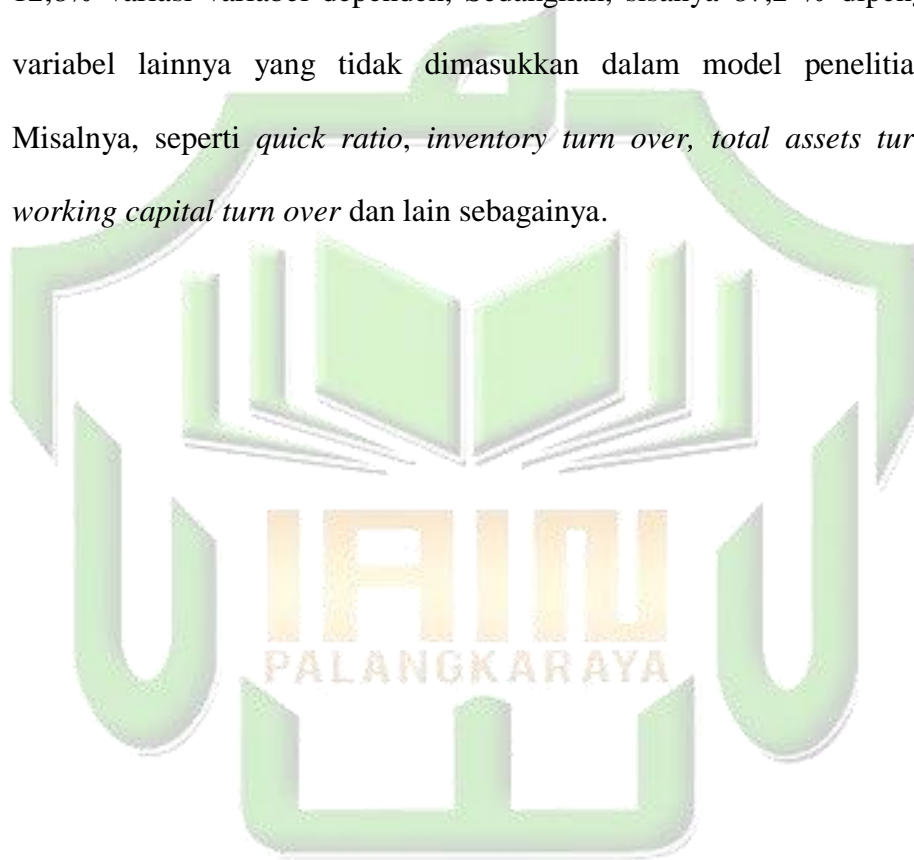 variabel lainnya yang tidak dimasukkan dalam model penelitia
Misalnya, seperti quick ratio, inventory turn over, total assets tur
working capital turn over dan lain sebagainya.
IAIN
PALANGKARAYA